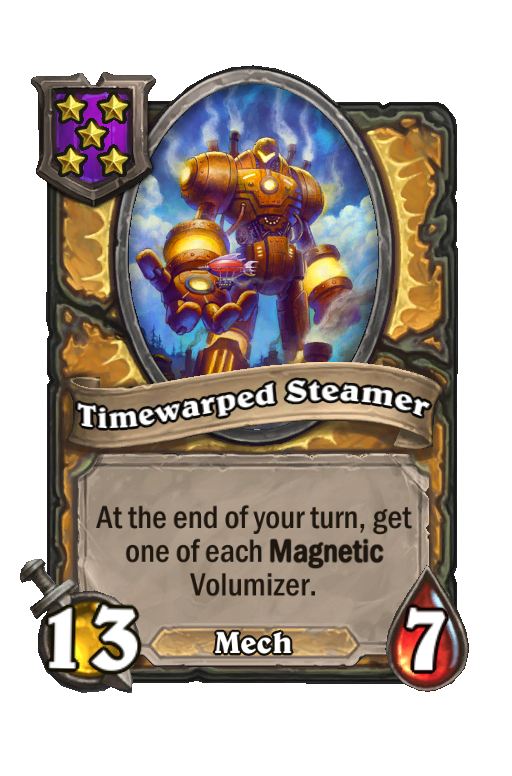 Timewarped Steamer
At the end of your turn, get
one of each Magnetic
Volumizer.
13
Mech
7